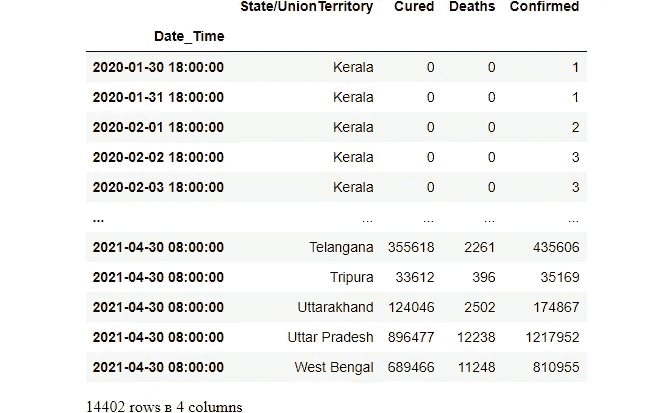 State/UnionTerritory Cured Deaths Confirmed
Date_Time
2020-01-30 18:00:00 Kerala 0 0 1
2020-01-31 18:00:00 Kerala 0 0 1
2020-02-01 18:00:00 Kerala 0 0 2
2020-02-02 18:00:00 Kerala 0 0 3
2020-02-03 18:00:00 Kerala 0 0 3
... ... ... ... ...
2021-04-30 08:00:00 Telangana 355618 2261 435606
2021-04-30 08:00:00 Tripura 33612 396 35169
2021-04-30 08:00:00 Uttarakhand 124046 2502 174867
2021-04-30 08:00:00 Uttar Pradesh 896477 12238 1217952
2021-04-30 08:00:00 West Bengal 689466 11248 810955
14402 rows в 4 columns